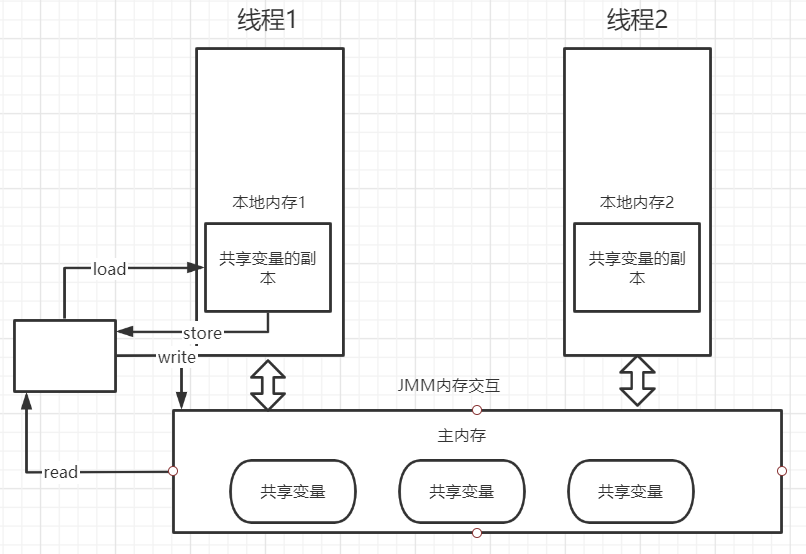 线程1
线程2
本地内存1
本地内存2
共享变量的副
本
共享变量的副
本
load
store
write
JMM内存交互
主内存
read
共享变量
共享变量
共享变量